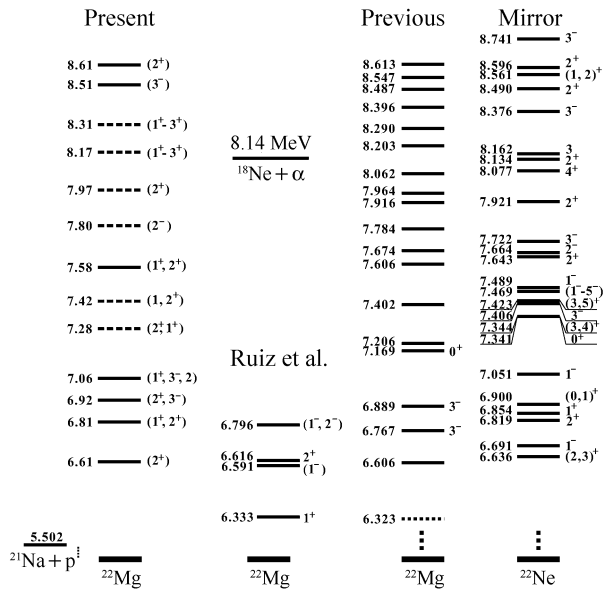 Present
8.61 (2⁺)
8.51 (3⁻)
8.31 (1⁺- 3⁺)
8.17 (1⁺- 3⁺)
7.97 (2⁺)
7.80 (2⁻)
7.58 (1⁺, 2⁺)
7.42 (1, 2⁺)
7.28 (2⁺, 1⁺)
7.06 (1⁺, 3⁻, 2)
6.92 (2⁺, 3⁻)
6.81 (1⁺, 2⁺)
6.61 (2⁺)
5.502
²¹Na + p
²²Mg
8.14 MeV
¹⁸Ne + α
Ruiz et al.
6.796 (1⁻, 2⁻)
6.616 2⁺
6.591 (1⁻)
6.333 1⁺
²²Mg
Previous
8.613
8.547
8.487
8.396
8.290
8.203
8.062
7.964
7.916
7.784
7.674
7.606
7.402
7.206
7.169 0⁺
6.889 3⁻
6.767 3⁻
6.606
6.323
²²Mg
Mirror
8.741 3⁻
8.596 2⁺
8.561 (1, 2)⁺
8.490 2⁺
8.376 3⁻
8.162 3
8.134 2⁺
8.077 4⁺
7.921 2⁺
7.722 3⁻
7.664 2⁻
7.643 2⁺
7.489 1⁻
7.469 (1⁻-5⁻)
7.423 (3,5)⁺
7.406 3⁻
7.344 (3,4)⁺
7.341 0⁺
7.051 1⁻
6.900 (0,1)⁺
6.854 1⁺
6.819 2⁺
6.691 1⁻
6.636 (2,3)⁺
²²Ne